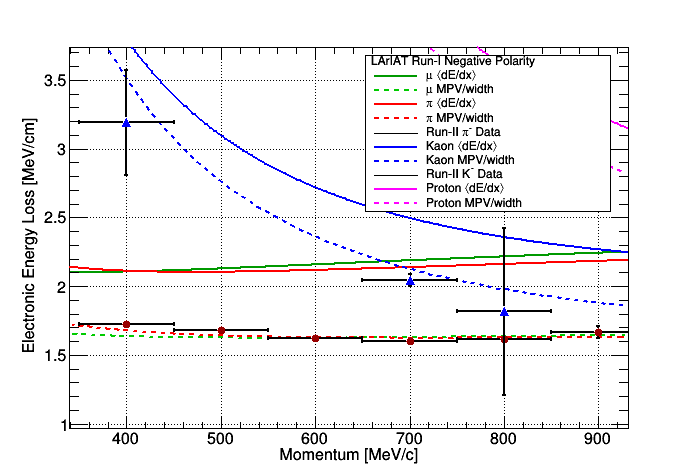 LArIAT Run-I Negative Polarity
μ ⟨dE/dx⟩
μ MPV/width
π ⟨dE/dx⟩
π MPV/width
Run-II π⁻ Data
Kaon ⟨dE/dx⟩
Kaon MPV/width
Run-II K⁻ Data
Proton ⟨dE/dx⟩
Proton MPV/width
Electronic Energy Loss [MeV/cm]
3.5
3
2.5
2
1.5
1
400 500 600 700 800 900
Momentum [MeV/c]